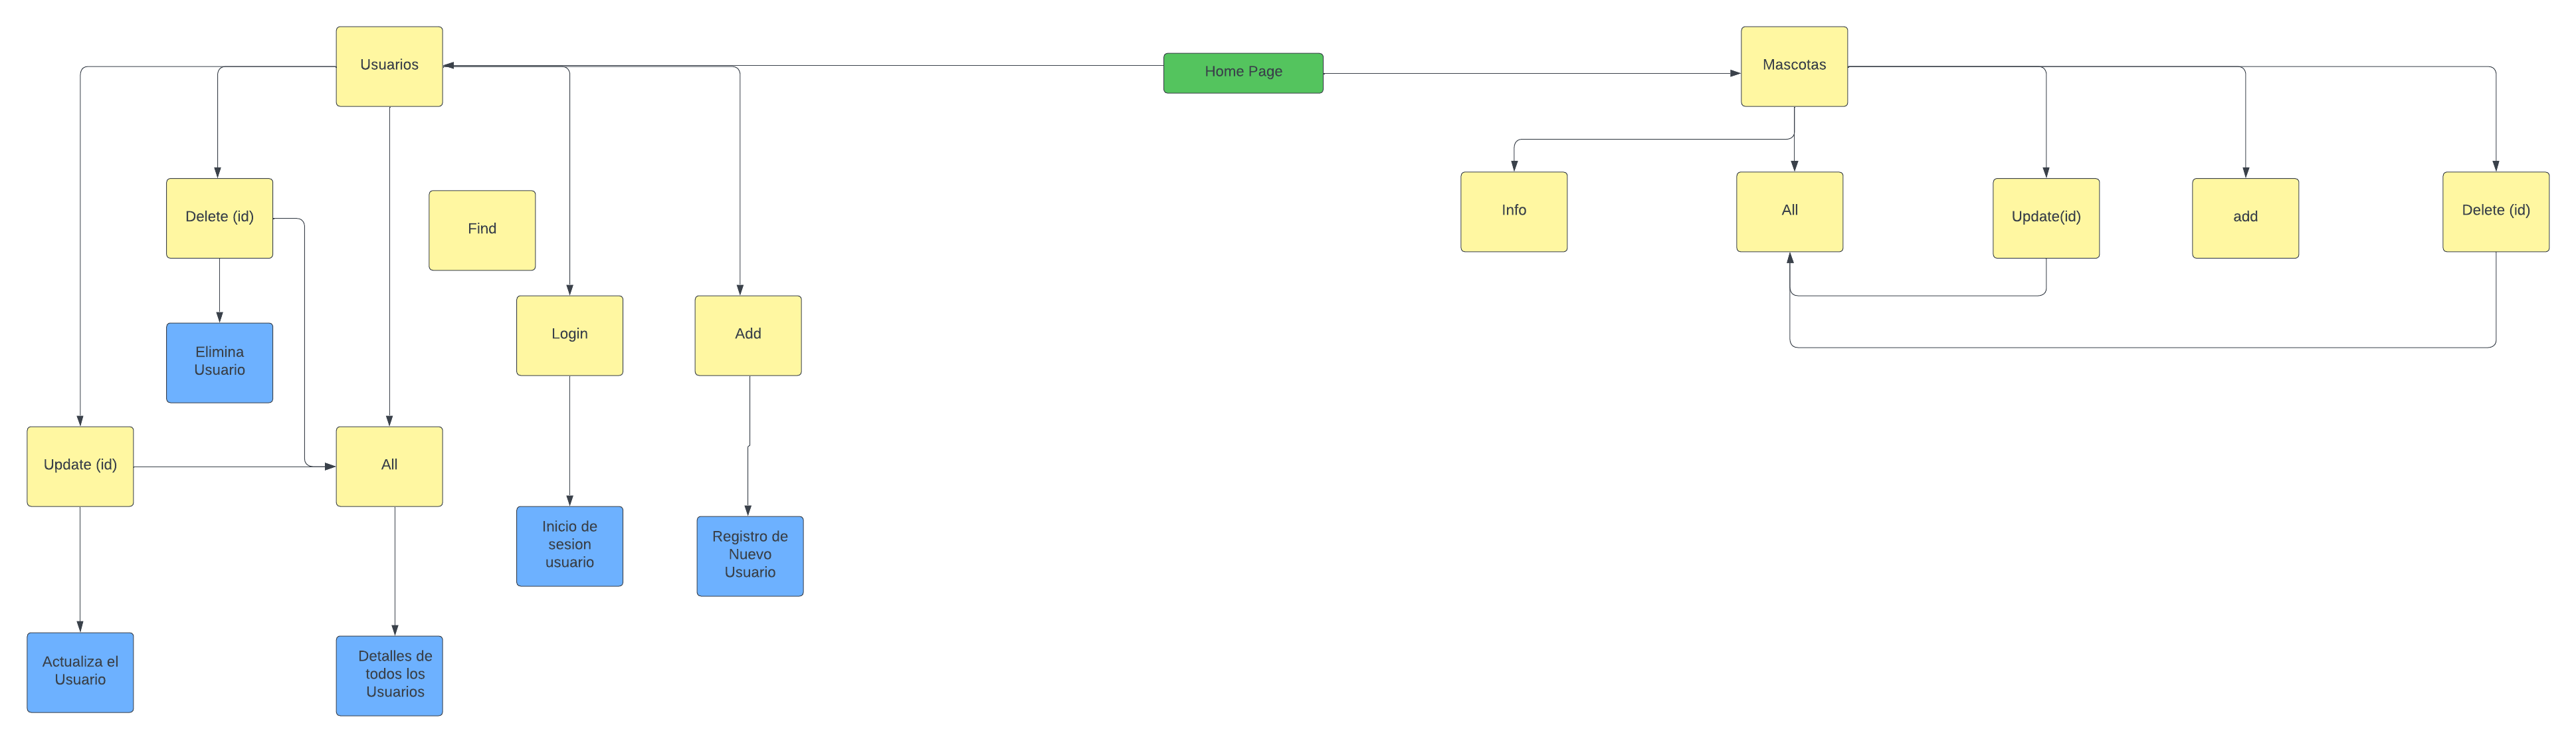 Usuarios
Home Page
Mascotas
Delete (id)
Find
Info
All
Update(id)
add
Delete (id)
Elimina
Usuario
Login
Add
Update (id)
All
Inicio de
sesion
usuario
Registro de
Nuevo
Usuario
Actualiza el
Usuario
Detalles de
todos los
Usuarios